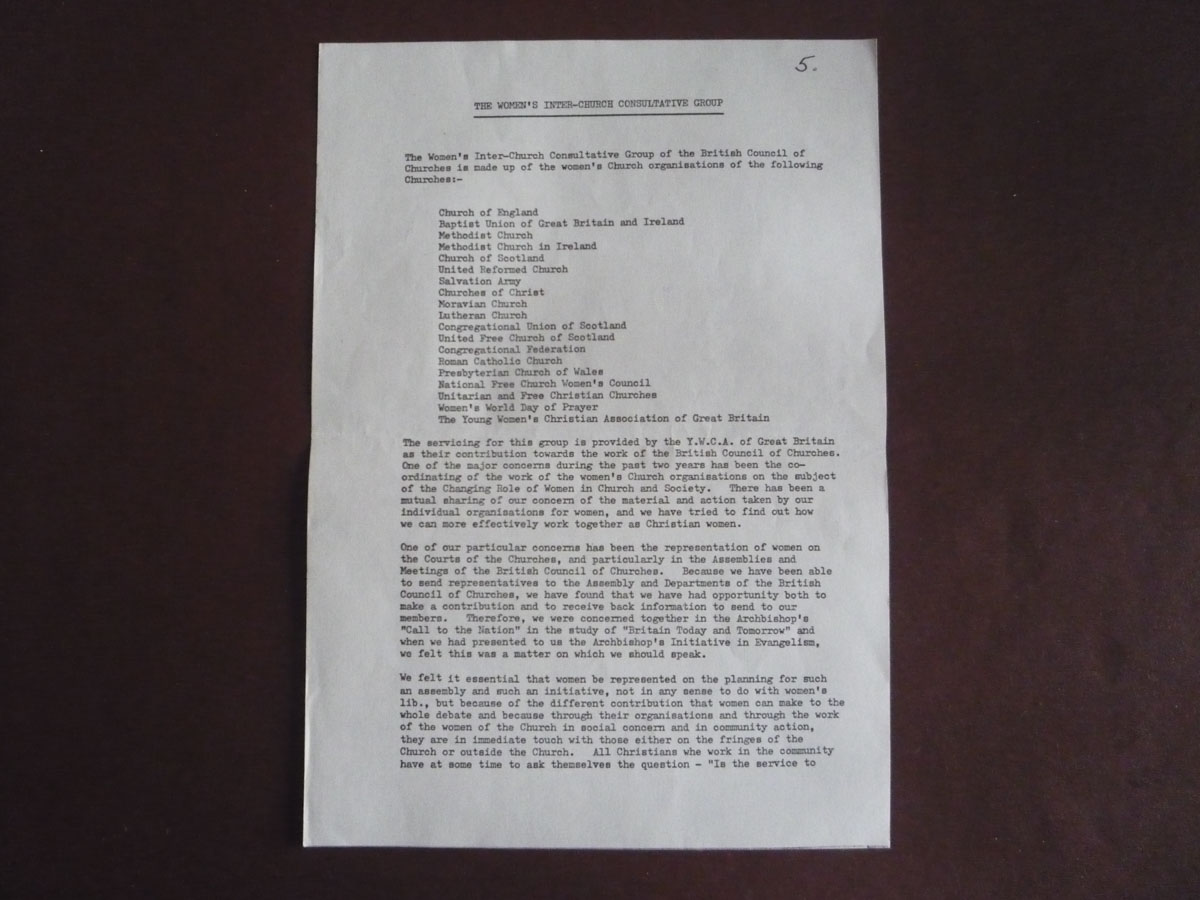 5.
THE WOMEN'S INTER-CHURCH CONSULTATIVE GROUP
The Women's Inter-Church Consultative Group of the British Council of
Churches is made up of the women's Church organisations of the following
Churches:-
Church of England
Baptist Union of Great Britain and Ireland
Methodist Church
Methodist Church in Ireland
Church of Scotland
United Reformed Church
Salvation Army
Churches of Christ
Moravian Church
Lutheran Church
Congregational Union of Scotland
United Free Church of Scotland
Congregational Federation
Roman Catholic Church
Presbyterian Church of Wales
National Free Church Women's Council
Unitarian and Free Christian Churches
Women's World Day of Prayer
The Young Women's Christian Association of Great Britain
The servicing for this group is provided by the Y.W.C.A. of Great Britain
as their contribution towards the work of the British Council of Churches.
One of the major concerns during the past two years has been the co-
ordinating of the work of the women's Church organisations on the subject
of the Changing Role of Women in Church and Society. There has been a
mutual sharing of our concern of the material and action taken by our
individual organisations for women, and we have tried to find out how
we can more effectively work together as Christian women.
One of our particular concerns has been the representation of women on
the Courts of the Churches, and particularly in the Assemblies and
Meetings of the British Council of Churches. Because we have been able
to send representatives to the Assembly and Departments of the British
Council of Churches, we have found that we have had opportunity both to
make a contribution and to receive back information to send to our
members. Therefore, we were concerned together in the Archbishop's
"Call to the Nation" in the study of "Britain Today and Tomorrow" and
when we had presented to us the Archbishop's Initiative in Evangelism,
we felt this was a matter on which we should speak.
We felt it essential that women be represented on the planning for such
an assembly and such an initiative, not in any sense to do with women's
lib., but because of the different contribution that women can make to the
whole debate and because through their organisations and through the work
of the women of the Church in social concern and in community action,
they are in immediate touch with those either on the fringes of the
Church or outside the Church. All Christians whe work in the community
have at some time to ask themselves the question - "Is the service to